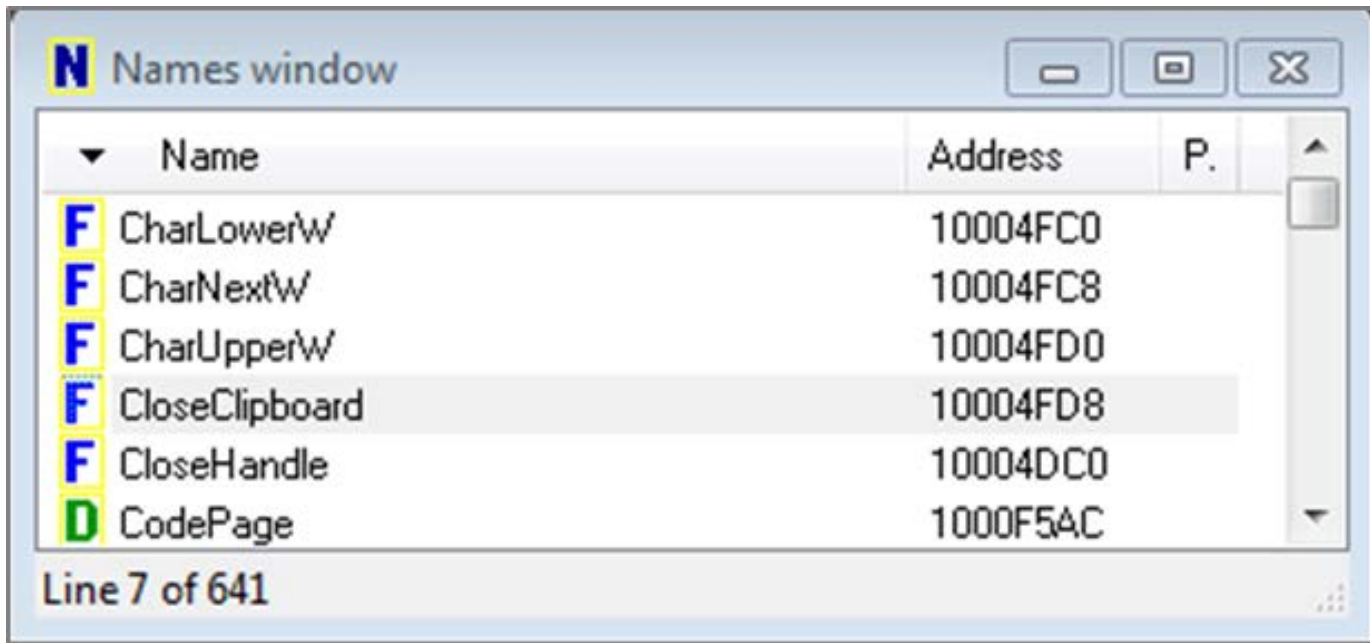 N Names window
Name Address P.
F CharLowerW 10004FC0
F CharNextW 10004FC8
F CharUpperW 10004FD0
F CloseClipboard 10004FD8
F CloseHandle 10004DC0
D CodePage 1000F5AC
Line 7 of 641